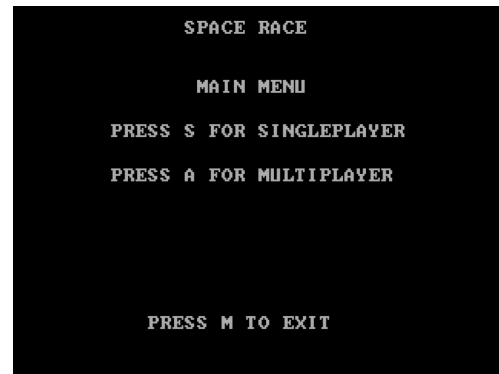 SPACE RACE
MAIN MENU
PRESS S FOR SINGLEPLAYER
PRESS A FOR MULTIPLAYER
PRESS M TO EXIT